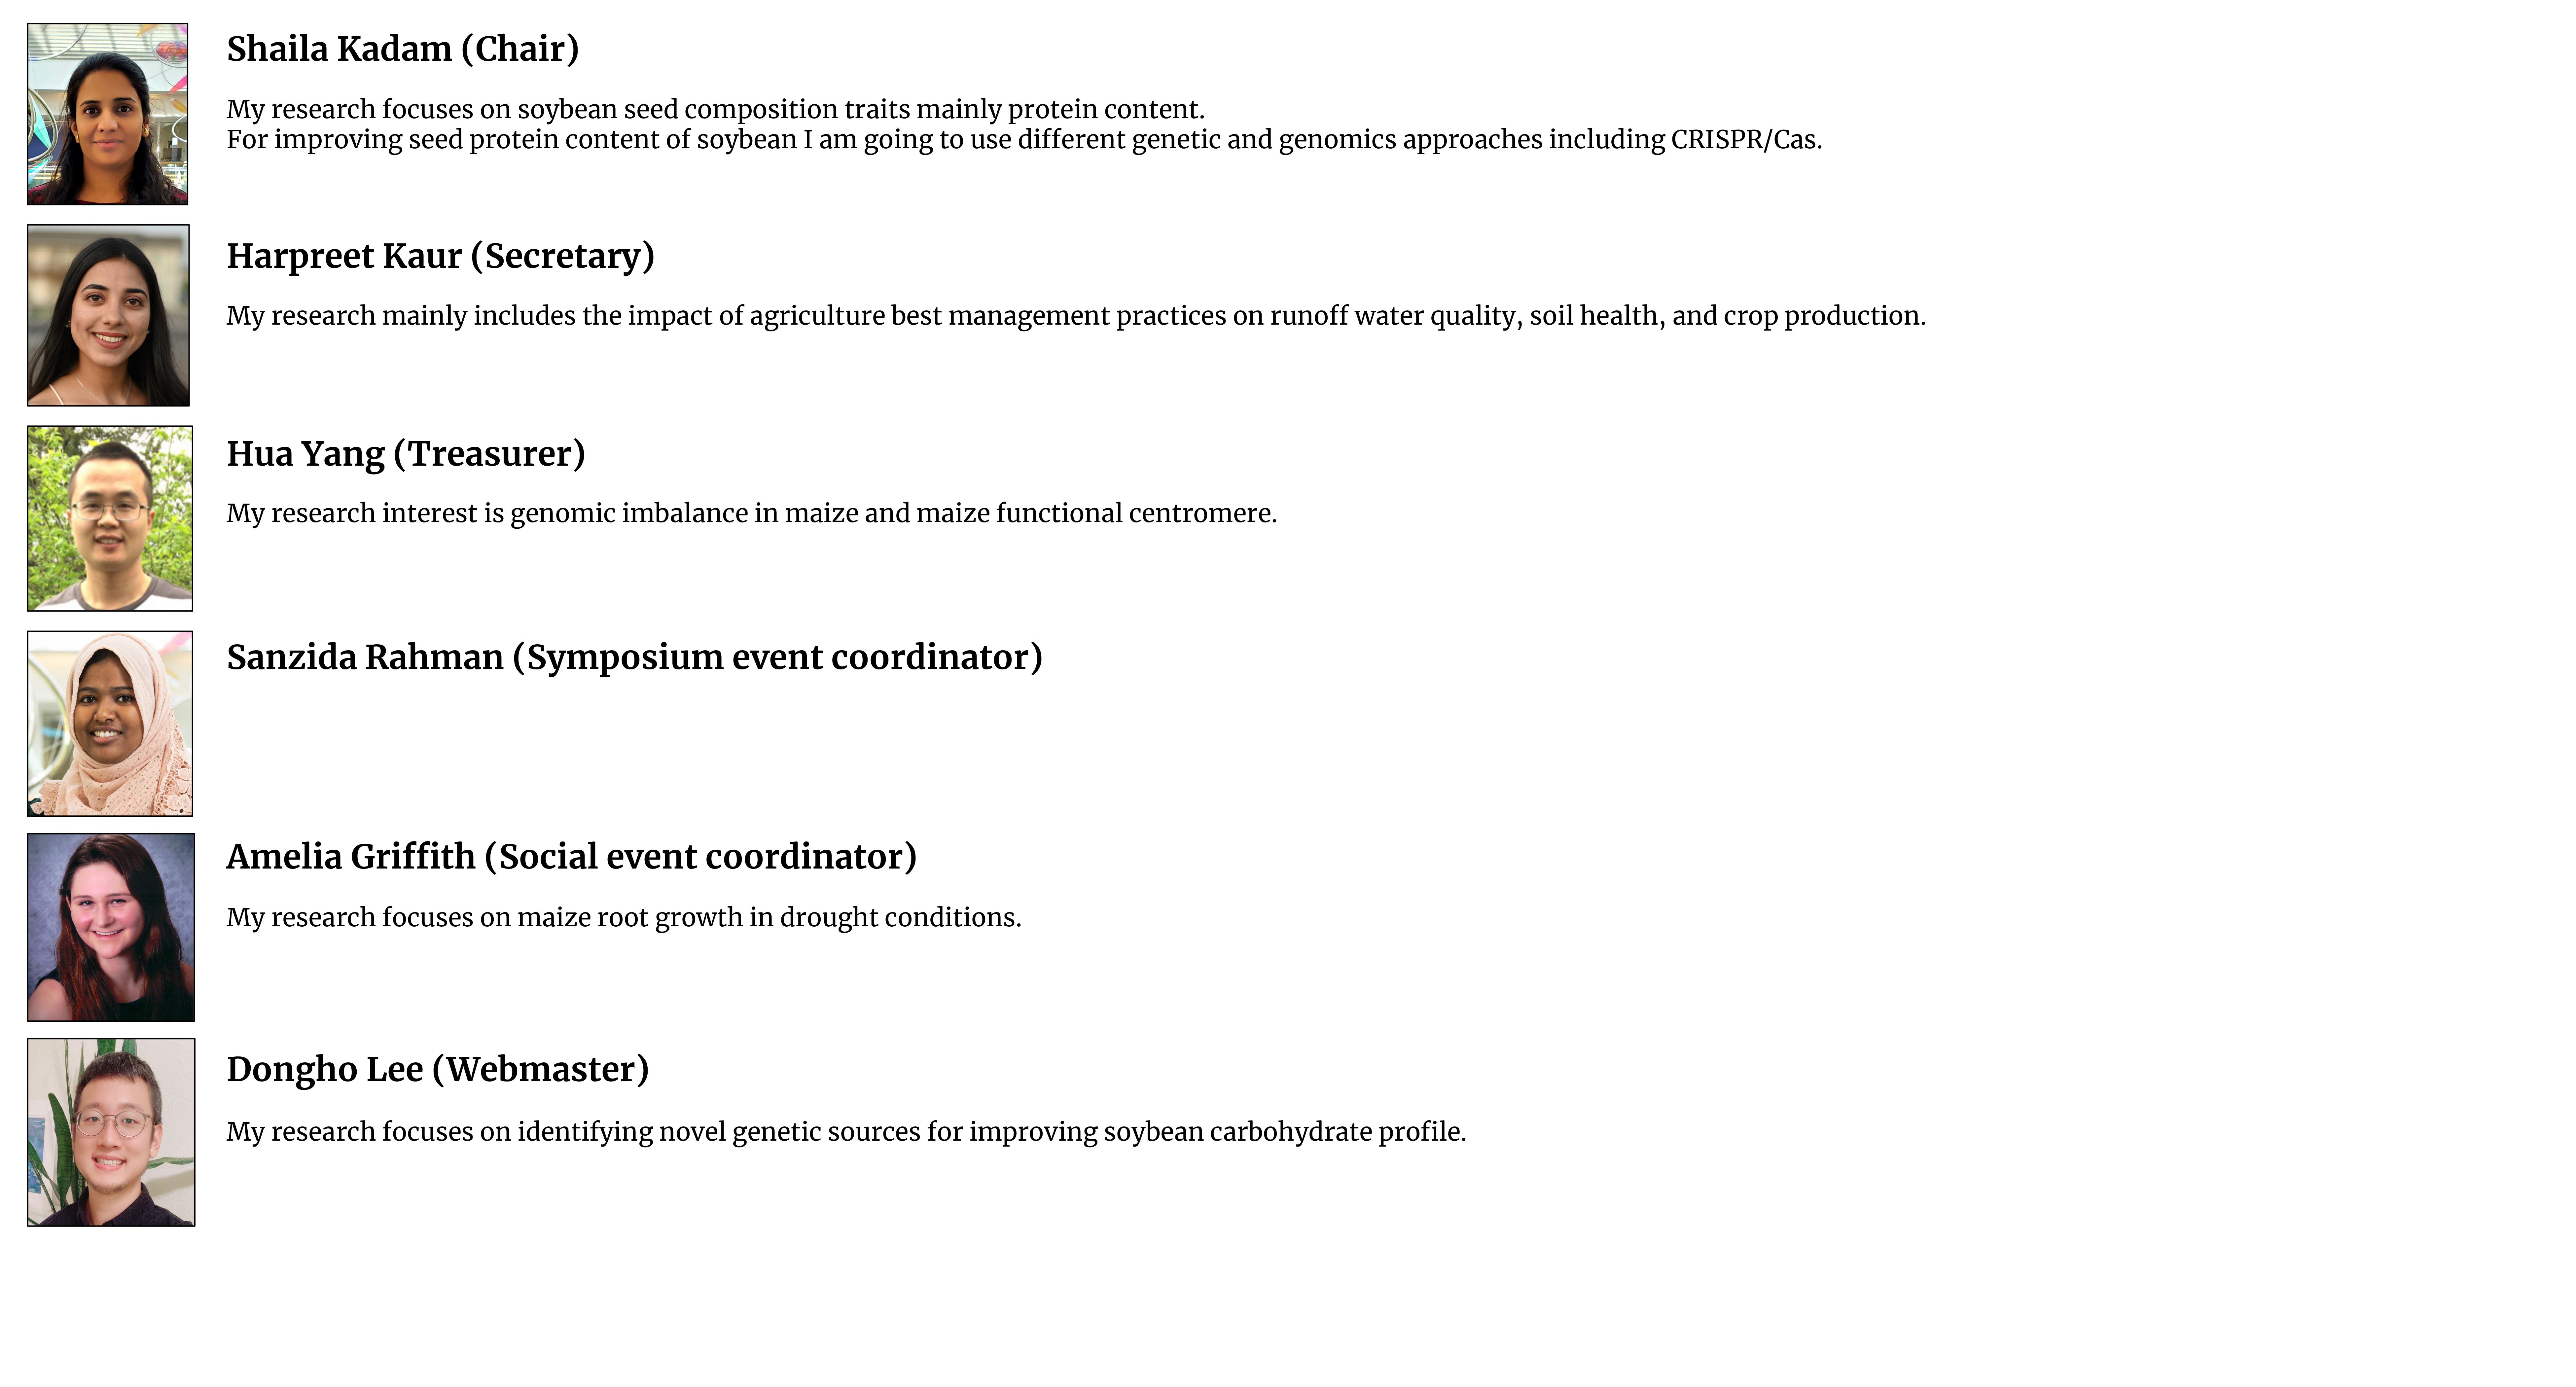 Shaila Kadam (Chair)
My research focuses on soybean seed composition traits mainly protein content.
For improving seed protein content of soybean I am going to use different genetic and genomics approaches including CRISPR/Cas.
Harpreet Kaur (Secretary)
My research mainly includes the impact of agriculture best management practices on runoff water quality, soil health, and crop production.
Hua Yang (Treasurer)
My research interest is genomic imbalance in maize and maize functional centromere.
Sanzida Rahman (Symposium event coordinator)
Amelia Griffith (Social event coordinator)
My research focuses on maize root growth in drought conditions.
Dongho Lee (Webmaster)
My research focuses on identifying novel genetic sources for improving soybean carbohydrate profile.